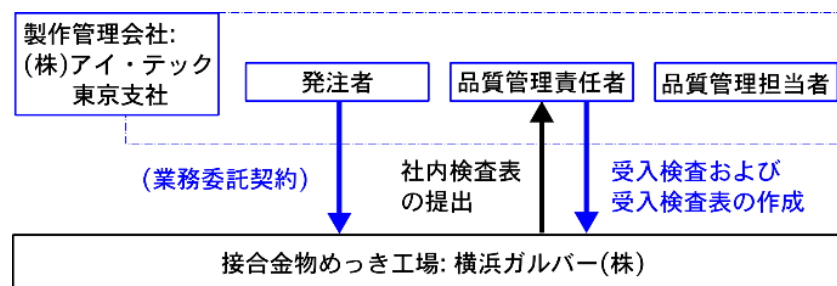 製作管理会社:
(株)アイ・テック
東京支社
発注者
品質管理責任者
品質管理担当者
(業務委託契約)
社内検査表
の提出
受入検査および
受入検査表の作成
接合金物めっき工場: 横浜ガルバー(株)